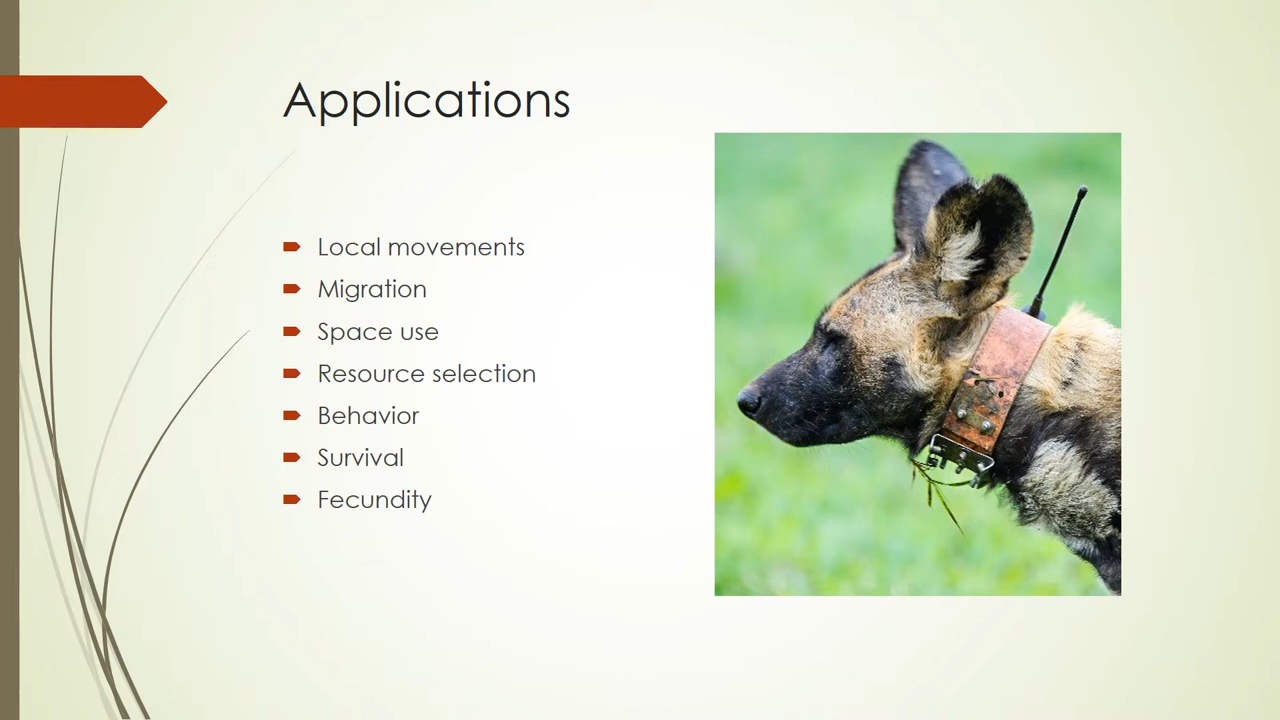 Applications
Local movements
Migration
Space use
Resource selection
Behavior
Survival
Fecundity